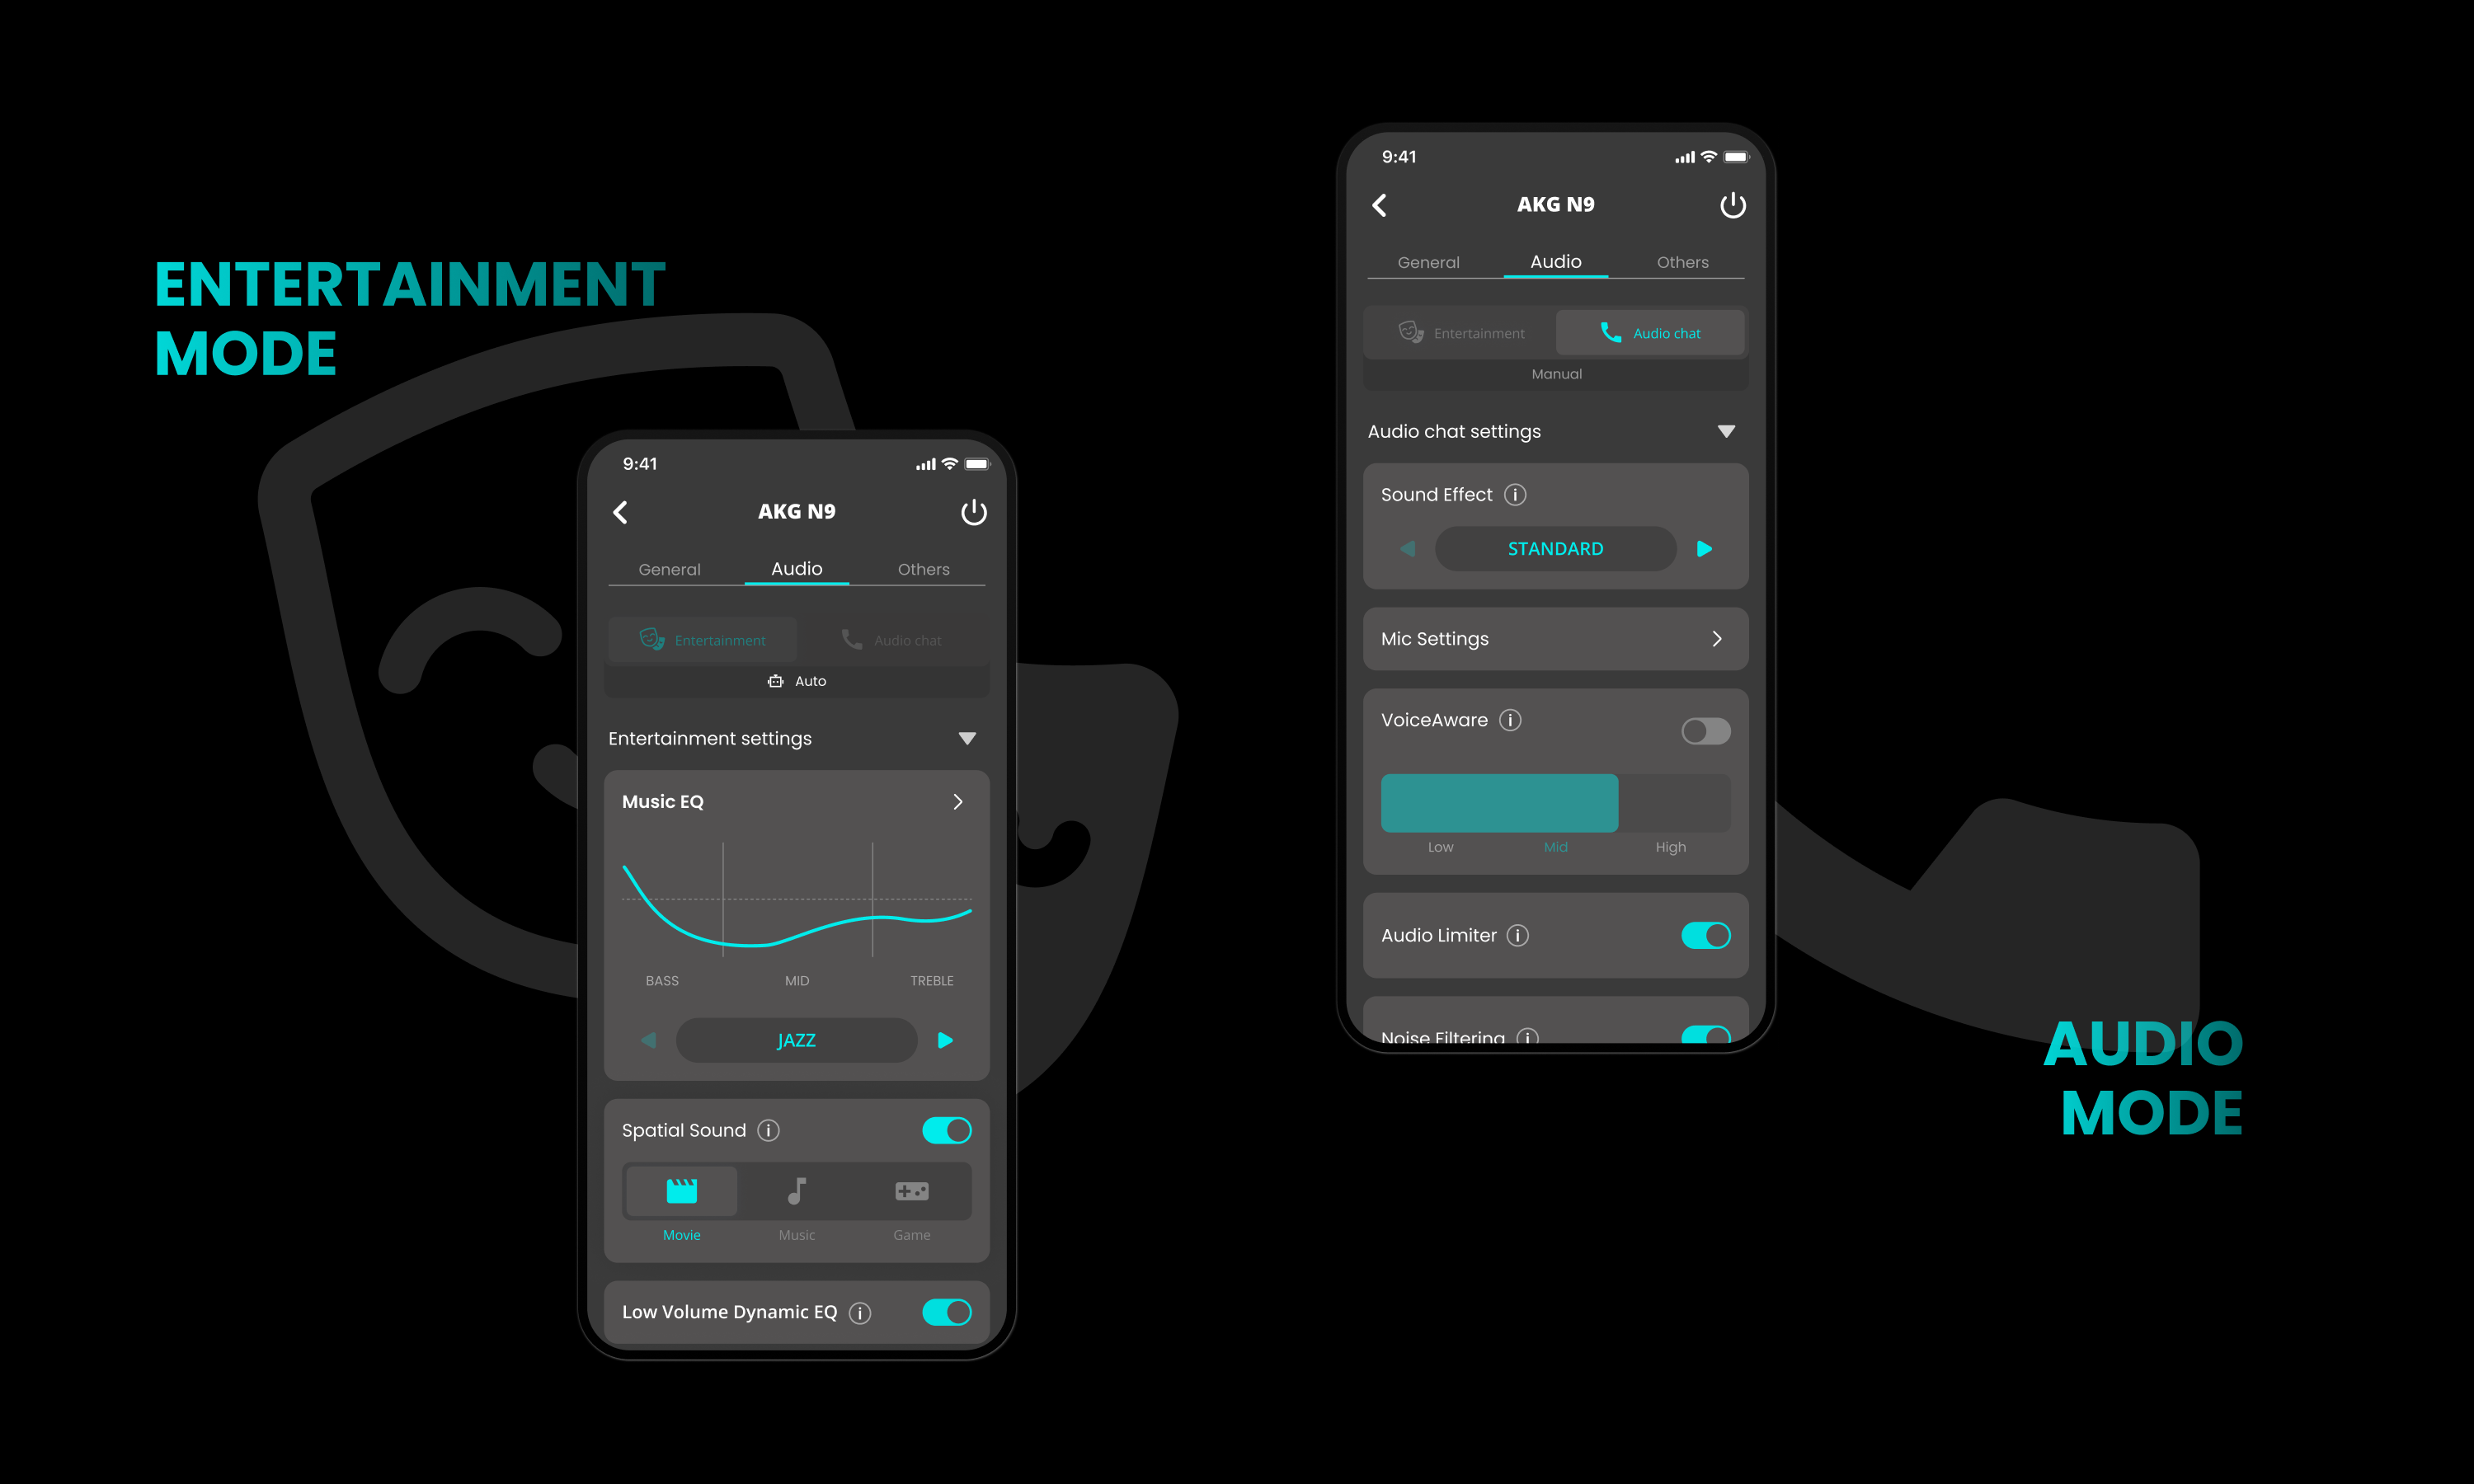 ENTERTAINMENT
MODE
9:41
AKG N9
General Audio Others
Entertainment Audio chat
Auto
Entertainment settings
Music EQ
BASS MID TREBLE
JAZZ
Spatial Sound
Movie Music Game
Low Volume Dynamic EQ
9:41
AKG N9
General Audio Others
Entertainment Audio chat
Manual
Audio chat settings
Sound Effect
STANDARD
Mic Settings
VoiceAware
Low Mid High
Audio Limiter
Noise Filtering
AUDIO
MODE